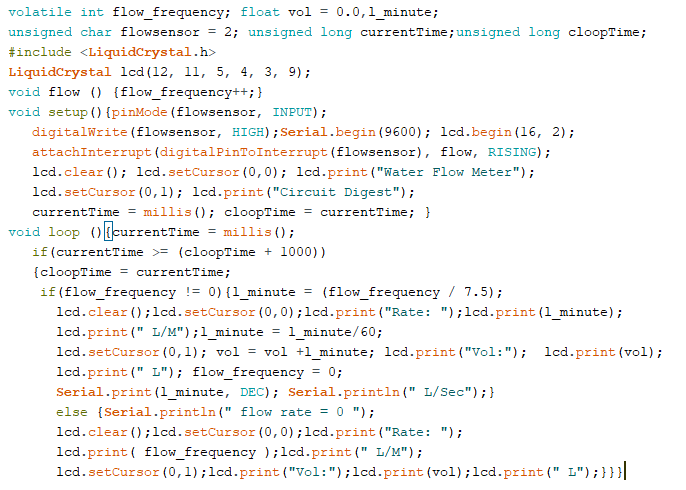 volatile int flow_frequency; float vol = 0.0,l_minute;
unsigned char flowsensor = 2; unsigned long currentTime;unsigned long cloopTime;
#include <LiquidCrystal.h>
LiquidCrystal lcd(12, 11, 5, 4, 3, 9);
void flow () {flow_frequency++;}
void setup(){pinMode(flowsensor, INPUT);
digitalWrite(flowsensor, HIGH);Serial.begin(9600); lcd.begin(16, 2);
attachInterrupt(digitalPinToInterrupt(flowsensor), flow, RISING);
lcd.clear(); lcd.setCursor(0,0); lcd.print("Water Flow Meter");
lcd.setCursor(0,1); lcd.print("Circuit Digest");
currentTime = millis(); cloopTime = currentTime; }
void loop (){currentTime = millis();
if(currentTime >= (cloopTime + 1000))
{cloopTime = currentTime;
if(flow_frequency != 0){l_minute = (flow_frequency / 7.5);
lcd.clear();lcd.setCursor(0,0);lcd.print("Rate: ");lcd.print(l_minute);
lcd.print(" L/M");l_minute = l_minute/60;
lcd.setCursor(0,1); vol = vol +l_minute; lcd.print("Vol:");  lcd.print(vol);
lcd.print(" L"); flow_frequency = 0;
Serial.print(l_minute, DEC); Serial.println(" L/Sec");}
else {Serial.println(" flow rate = 0 ");
lcd.clear();lcd.setCursor(0,0);lcd.print("Rate: ");
lcd.print( flow_frequency );lcd.print(" L/M");
lcd.setCursor(0,1);lcd.print("Vol:");lcd.print(vol);lcd.print(" L");}}}